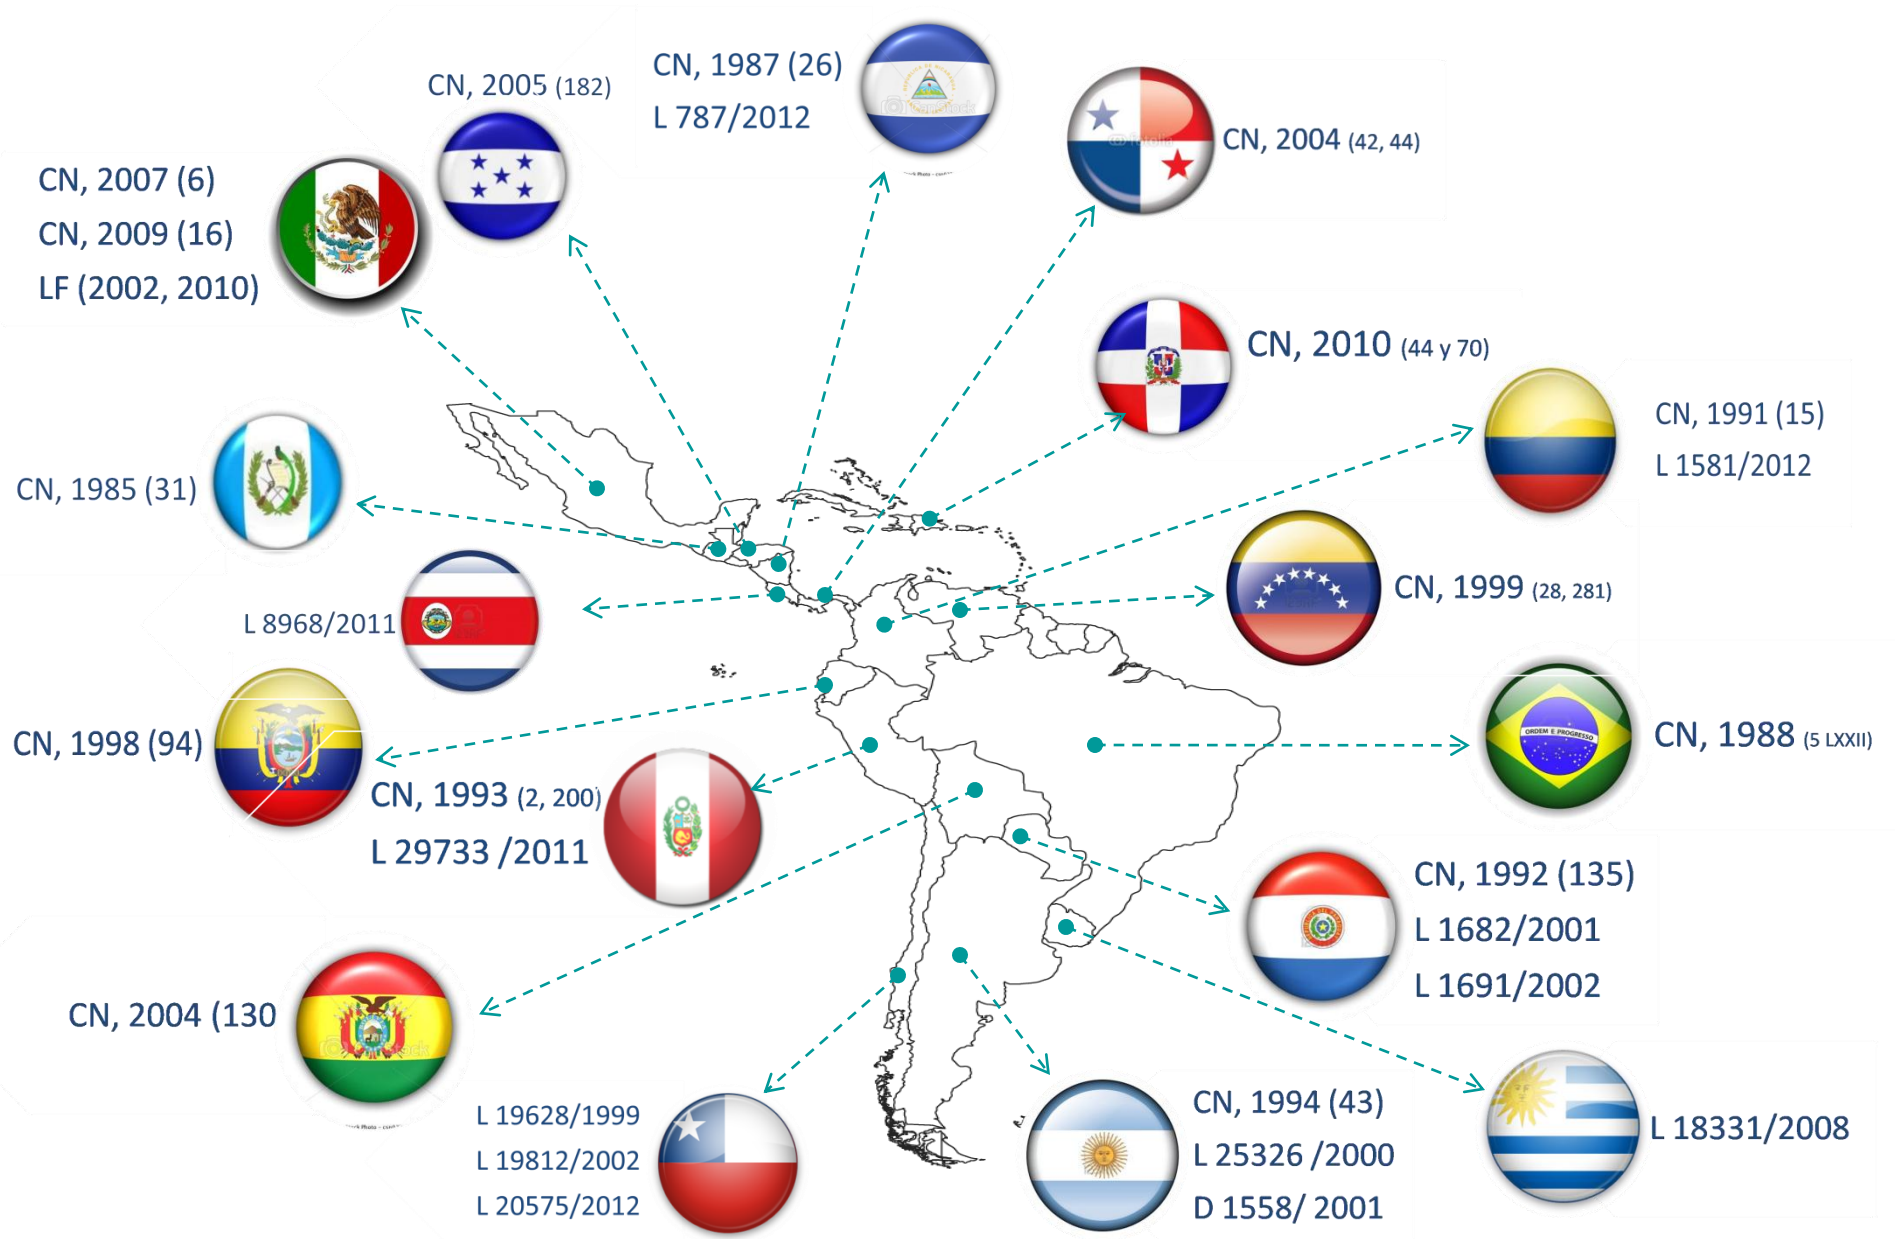 CN, 1987 (26)
L 787/2012
CN, 2005 (182)
CN, 2004 (42, 44)
CN, 2007 (6)
CN, 2009 (16)
LF (2002, 2010)
CN, 2010 (44 y 70)
CN, 1991 (15)
L 1581/2012
CN, 1985 (31)
CN, 1999 (28, 281)
L 8968/2011
CN, 1998 (94)
CN, 1988 (5 LXXII)
ORDEM E PROGRESSO
CN, 1993 (2, 200)
L 29733 /2011
CN, 1992 (135)
L 1682/2001
L 1691/2002
CN, 2004 (130
L 19628/1999
L 19812/2002
L 20575/2012
CN, 1994 (43)
L 25326 /2000
D 1558/ 2001
L 18331/2008